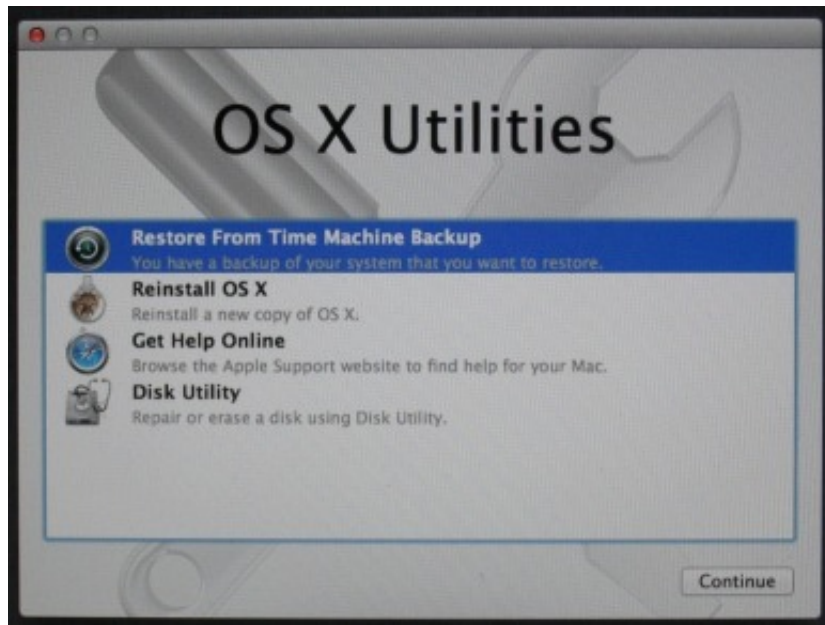 OS X Utilities
Restore From Time Machine Backup
You have a backup of your system that you want to restore.
Reinstall OS X
Reinstall a new copy of OS X.
Get Help Online
Browse the Apple Support website to find help for your Mac.
Disk Utility
Repair or erase a disk using Disk Utility.
Continue